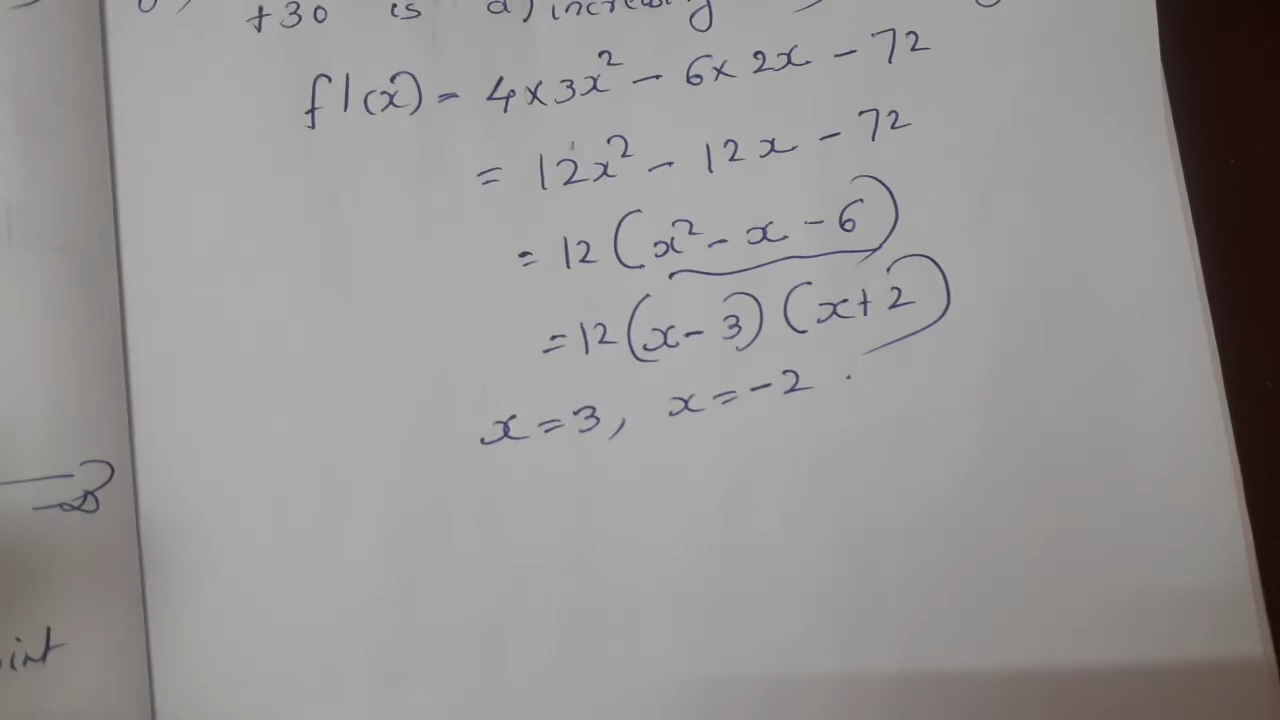 +30 is a) increasing
f'(x) = 4×3x² - 6×2x - 72
= 12x² - 12x - 72
= 12(x² - x - 6)
= 12(x - 3)(x + 2)
x = 3, x = -2.